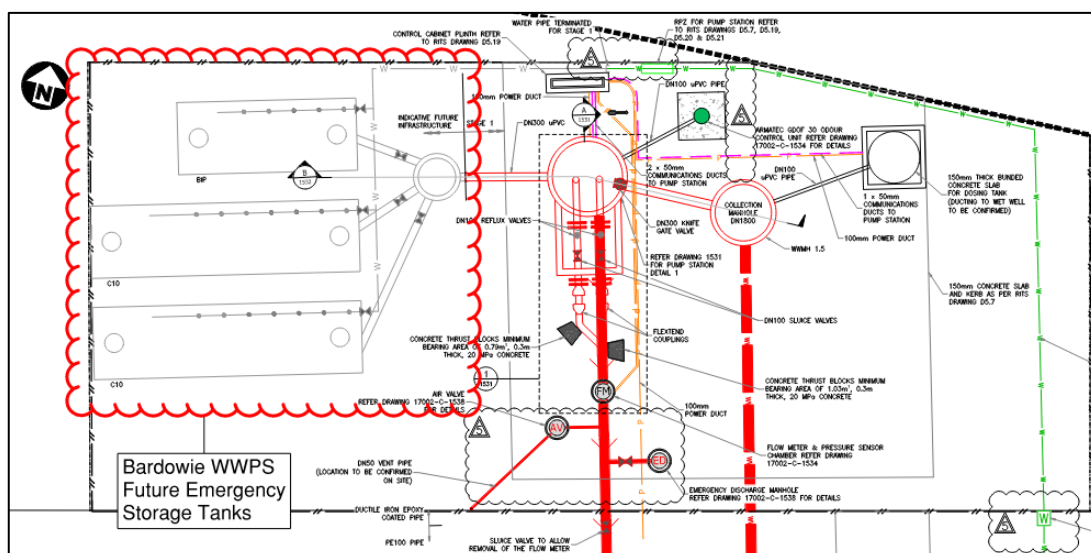 WATER PIPE TERMINATED
FOR STAGE 1
RPZ FOR PUMP STATION REFER
TO RITS DRAWINGS D5.7, D5.19,
D5.20 & D5.21
CONTROL CABINET PLINTH REFER
TO RITS DRAWING D5.19
5
N
W
W
W
W
W
100mm POWER DUCT
DN100 uPVC PIPE
5
A
1531
INDICATIVE FUTURE
INFRASTRUCTURE
STAGE 1
DN300 uPVC
ARMATEC GDOF 30 ODOUR
CONTROL UNIT REFER DRAWING
17002-C-1534 FOR DETAILS
B
1532
BIP
2 x 50mm
COMMUNICATIONS DUCTS
TO PUMP STATION
DN100
uPVC PIPE
150mm THICK BUNDED
CONCRETE SLAB
FOR DOSING TANK
(DUCTING TO WET WELL
TO BE CONFIRMED)
COLLECTION
MANHOLE
DN1800
1 x 50mm
COMMUNICATIONS
DUCTS TO
PUMP STATION
100mm POWER DUCT
DN100 REFLUX VALVES
DN300 KNIFE
GATE VALVE
WWMH 1.5
REFER DRAWING 1531
FOR PUMP STATION
DETAIL 1
C10
150mm CONCRETE SLAB
AND KERB AS PER RITS
DRAWING D5.7
DN100 SLUICE VALVES
FLEXTEND
COUPLINGS
CONCRETE THRUST BLOCKS MINIMUM
BEARING AREA OF 0.79m², 0.3m
THICK, 20 MPa CONCRETE
C10
1
1531
CONCRETE THRUST BLOCKS MINIMUM
BEARING AREA OF 1.03m², 0.3m
THICK, 20 MPa CONCRETE
AIR VALVE
REFER DRAWING 17002-C-1538
FOR DETAILS
FM
100mm
POWER DUCT
5
AV
FLOW METER & PRESSURE SENSOR
CHAMBER REFER DRAWING
17002-C-1534
Bardowie WWPS
Future Emergency
Storage Tanks
DN50 VENT PIPE
(LOCATION TO BE CONFIRMED
ON SITE)
ED
EMERGENCY DISCHARGE MANHOLE
REFER DRAWING 17002-C-1538 FOR DETAILS
DUCTILE IRON EPOXY
COATED PIPE
PE100 PIPE
SLUICE VALVE TO ALLOW
REMOVAL OF THE FLOW METER
5
W